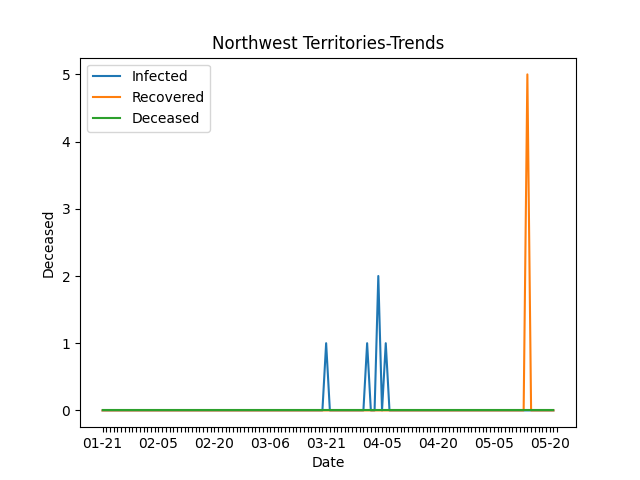 Northwest Territories-Trends
Infected
Recovered
Deceased
Deceased
5
4
3
2
1
0
01-21 02-05 02-20 03-06 03-21 04-05 04-20 05-05 05-20
Date